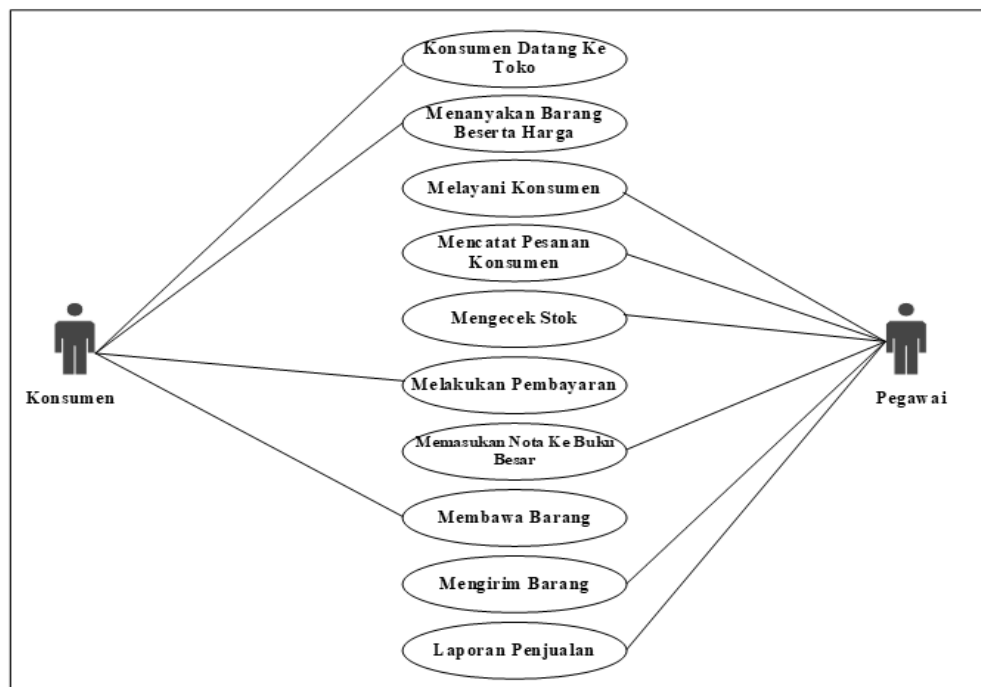 Konsumen Datang Ke
Toko
Menanyakan Barang
Beserta Harga
Melayani Konsumen
Mencatat Pesanan
Konsumen
Mengecek Stok
Konsumen
Melakukan Pembayaran
Pegawai
Memasukan Nota Ke Buku
Besar
Membawa Barang
Mengirim Barang
Laporan Penjualan